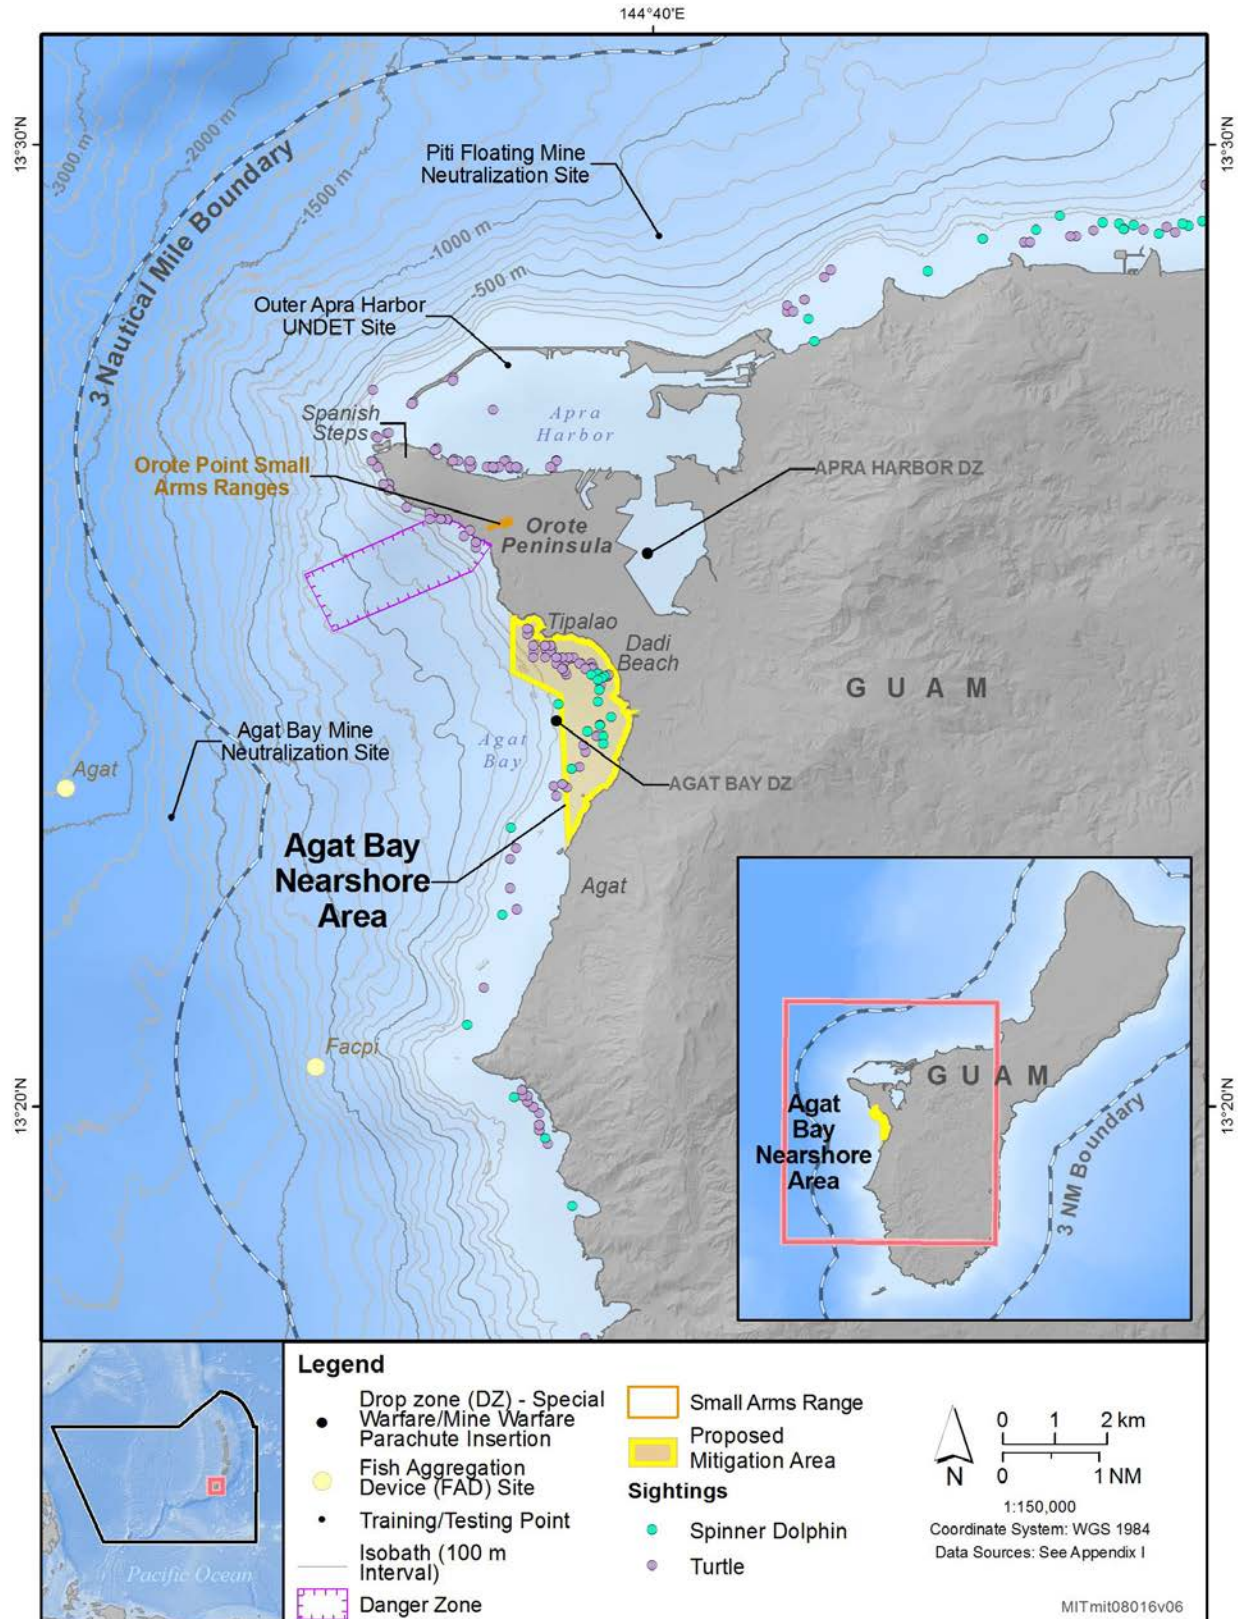 144°40'E
13°30'N
13°30'N
Piti Floating Mine
Neutralization Site
-3000 m
-2000 m
-1500 m
-1000 m
-500 m
3 Nautical Mile Boundary
Outer Apra Harbor
UNDET Site
Spanish
Steps
Apra
Harbor
Orote Point Small
Arms Ranges
APRA HARBOR DZ
Orote
Peninsula
Tipalao
Dadi
Beach
GUAM
Agat Bay Mine
Neutralization Site
Agat
Bay
Agat
AGAT BAY DZ
Agat Bay
Nearshore
Area
Agat
Facpi
13°20'N
13°20'N
GUAM
Agat
Bay
Nearshore
Area
3 NM Boundary
Pacific Ocean
Legend
Drop zone (DZ) - Special
Warfare/Mine Warfare
Parachute Insertion
Fish Aggregation
Device (FAD) Site
Training/Testing Point
Isobath (100 m
Interval)
Danger Zone
Small Arms Range
Proposed
Mitigation Area
Sightings
Spinner Dolphin
Turtle
N
0 1 2 km
0 1 NM
1:150,000
Coordinate System: WGS 1984
Data Sources: See Appendix I
MITmit08016v06